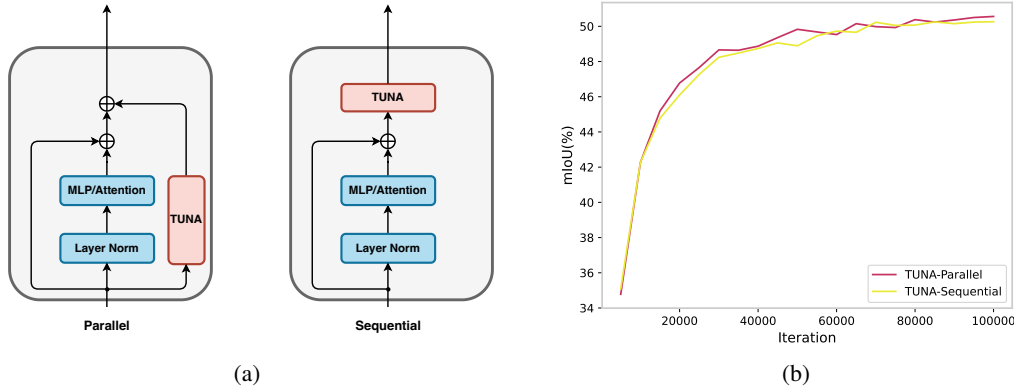 TUNA
MLP/Attention
TUNA
Layer Norm
Parallel
TUNA
MLP/Attention
Layer Norm
Sequential
(a)
mIoU(%)
50
48
46
44
42
40
38
36
34
20000 40000 60000 80000 100000
Iteration
TUNA-Parallel
TUNA-Sequential
(b)